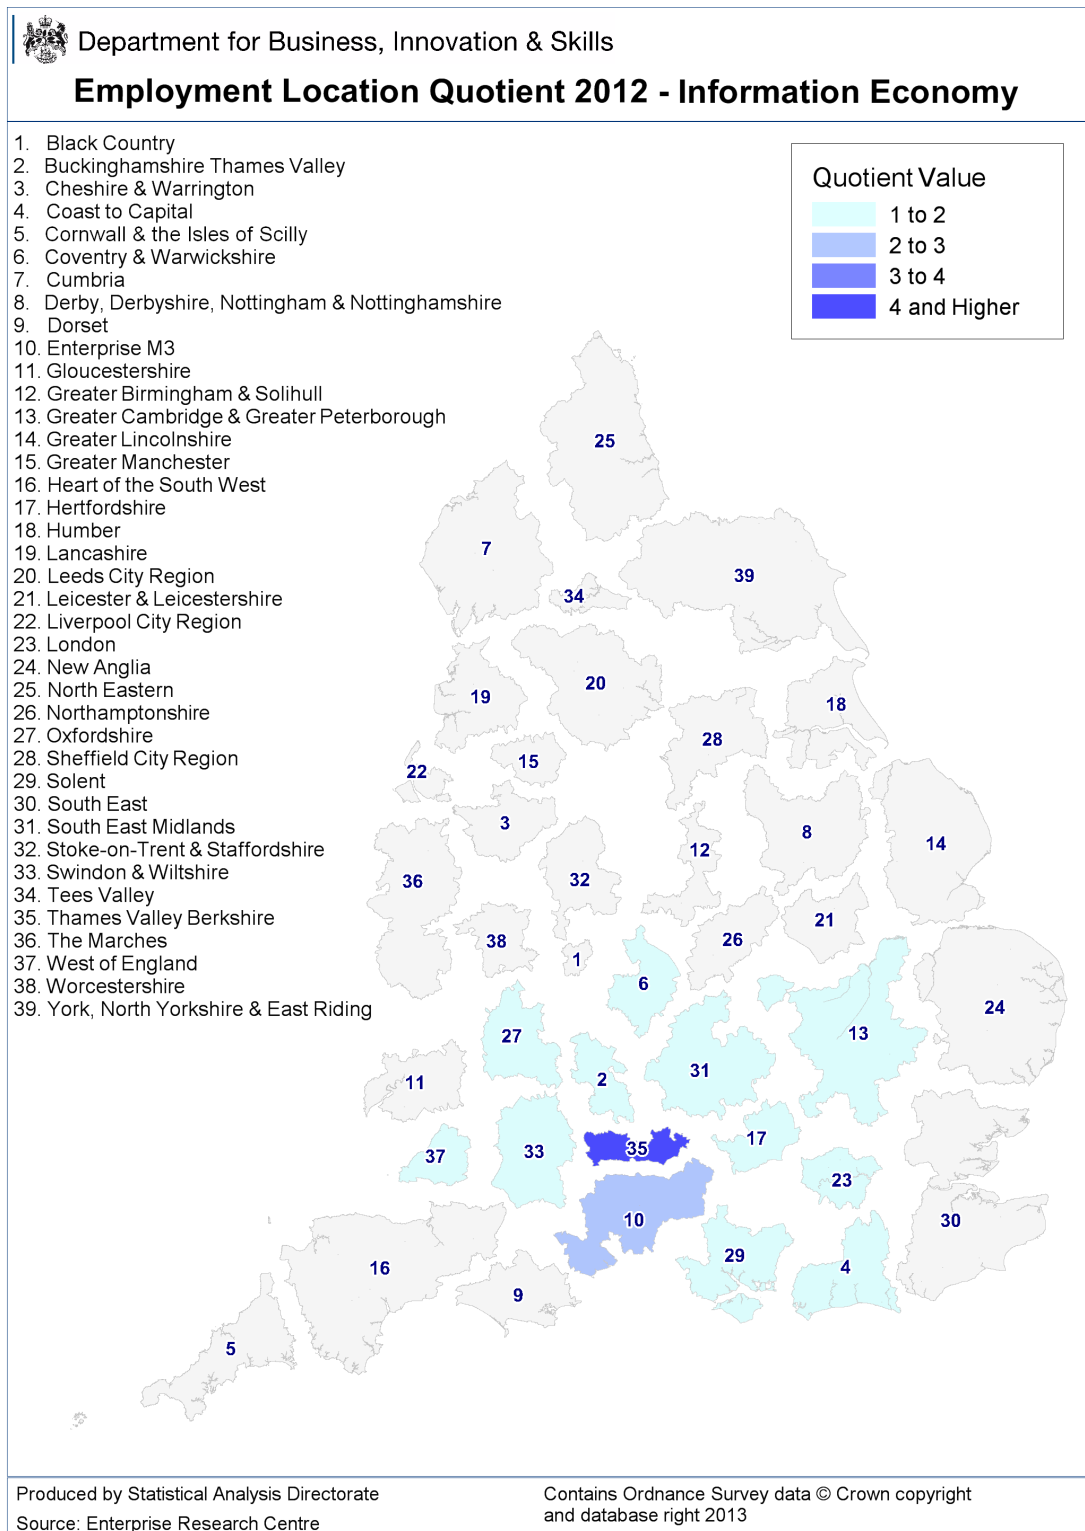 Department for Business, Innovation & Skills
Employment Location Quotient 2012 - Information Economy
1. Black Country
2. Buckinghamshire Thames Valley
3. Cheshire & Warrington
4. Coast to Capital
5. Cornwall & the Isles of Scilly
6. Coventry & Warwickshire
7. Cumbria
8. Derby, Derbyshire, Nottingham & Nottinghamshire
9. Dorset
10. Enterprise M3
11. Gloucestershire
12. Greater Birmingham & Solihull
13. Greater Cambridge & Greater Peterborough
14. Greater Lincolnshire
15. Greater Manchester
16. Heart of the South West
17. Hertfordshire
18. Humber
19. Lancashire
20. Leeds City Region
21. Leicester & Leicestershire
22. Liverpool City Region
23. London
24. New Anglia
25. North Eastern
26. Northamptonshire
27. Oxfordshire
28. Sheffield City Region
29. Solent
30. South East
31. South East Midlands
32. Stoke-on-Trent & Staffordshire
33. Swindon & Wiltshire
34. Tees Valley
35. Thames Valley Berkshire
36. The Marches
37. West of England
38. Worcestershire
39. York, North Yorkshire & East Riding
Quotient Value
1 to 2
2 to 3
3 to 4
4 and Higher
25
7
39
34
20
19
18
28
15
22
3
8
12
14
36
32
21
26
38
1
6
24
13
27
31
2
11
17
35
33
37
23
10
30
29
4
16
9
5
Produced by Statistical Analysis Directorate
Source: Enterprise Research Centre
Contains Ordnance Survey data © Crown copyright
and database right 2013